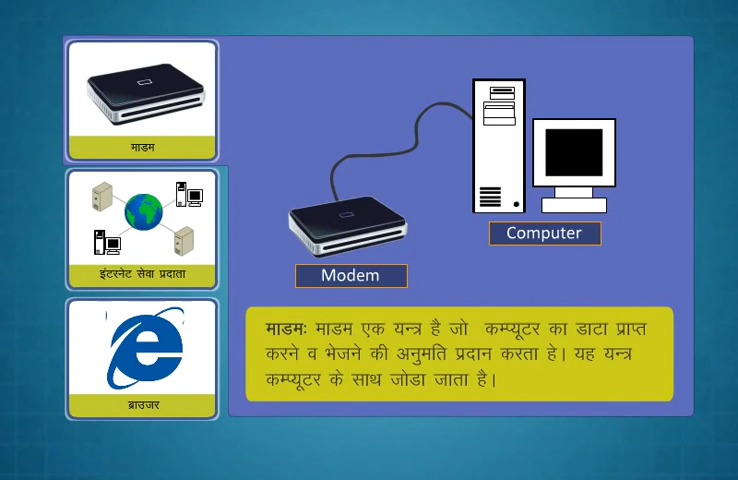 माडम
इंटरनेट सेवा प्रदाता
ब्राउजर
Computer
Modem
माडमः माडम एक यन्त्र है जो कम्प्यूटर का डाटा प्राप्त
करने व भेजने की अनुमति प्रदान करता हे। यह यन्त्र
कम्प्यूटर के साथ जोडा जाता है।